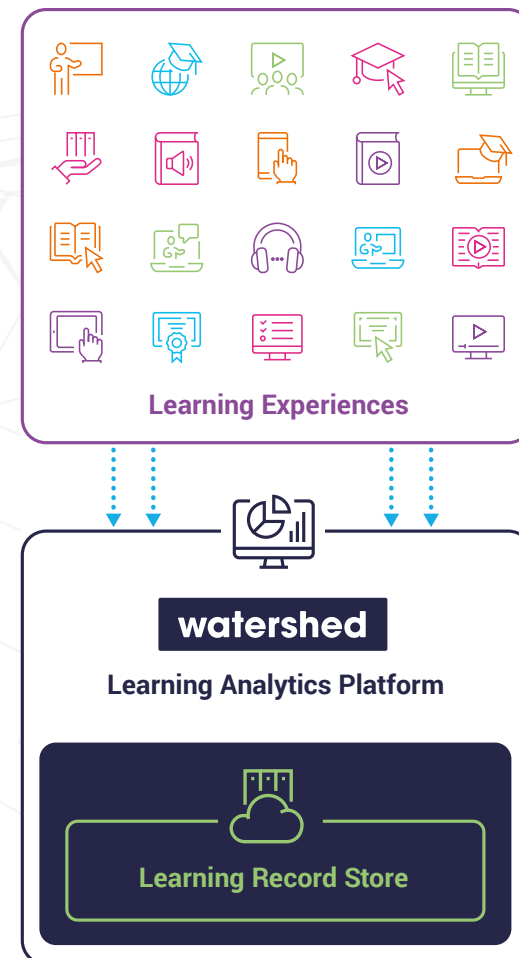 Learning Experiences
watershed
Learning Analytics Platform
Learning Record Store